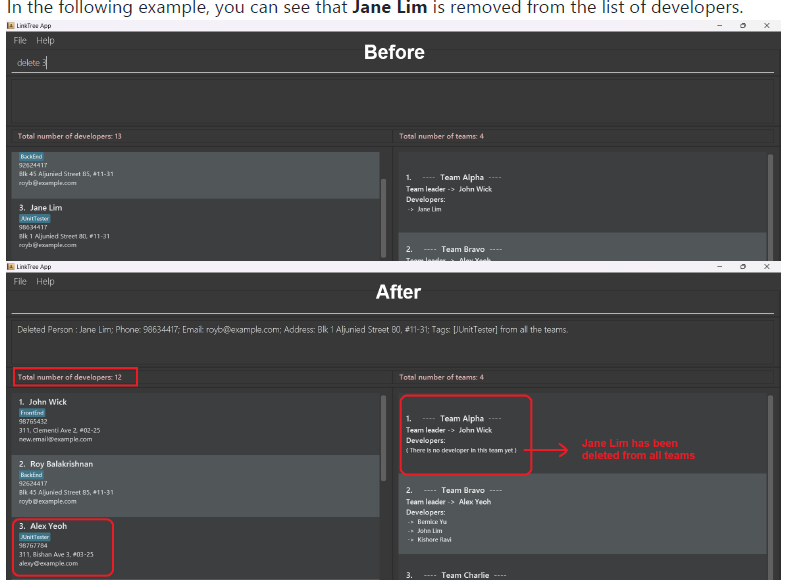 In the following example, you can see that Jane Lim is removed from the list of developers.
LinkTree App
File Help
Before
delete 3
Total number of developers: 13
Total number of teams: 4
BackEnd
92624417
Blk 45 Aljunied Street 85, #11-31
royb@example.com
3. Jane Lim
JUnitTester
98634417
Blk 1 Aljunied Street 80, #11-31
royb@example.com
1. ---- Team Alpha ----
Team leader -> John Wick
Developers:
-> Jane Lim
2. ---- Team Bravo ----
Team leader -> Alex Yeoh
LinkTree App
File Help
After
Deleted Person : Jane Lim; Phone: 98634417; Email: royb@example.com; Address: Blk 1 Aljunied Street 80, #11-31; Tags: [JUnitTester] from all the teams.
Total number of developers: 12
Total number of teams: 4
1. John Wick
FrontEnd
98765432
311, Clementi Ave 2, #02-25
new.email@example.com
2. Roy Balakrishnan
BackEnd
92624417
Blk 45 Aljunied Street 85, #11-31
royb@example.com
3. Alex Yeoh
JUnitTester
98767784
311, Bishan Ave 3, #03-25
alexy@example.com
1. ---- Team Alpha ----
Team leader -> John Wick
Developers:
( There is no developer in this team yet )
Jane Lim has been
deleted from all teams
2. ---- Team Bravo ----
Team leader -> Alex Yeoh
Developers:
-> Bernice Yu
-> John Lim
-> Kishore Ravi
3. ---- Team Charlie ----